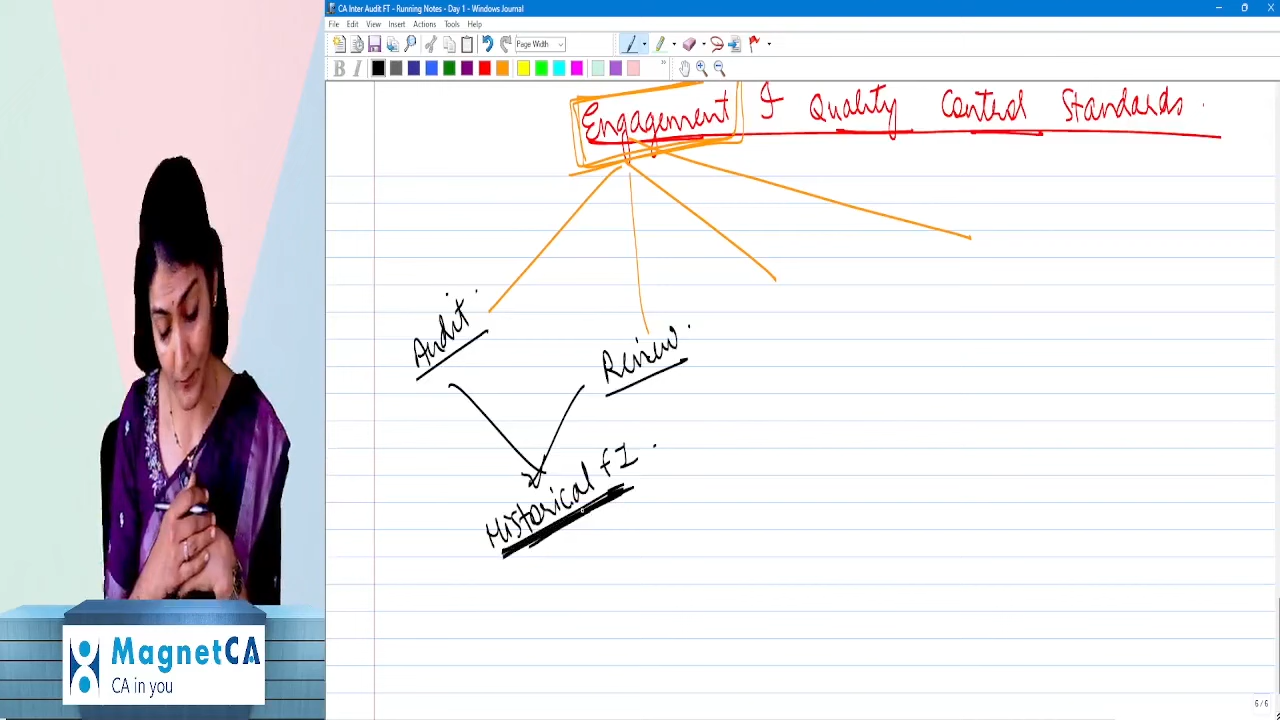 CA Inter Audit FT - Running Notes - Day 1 - Windows Journal
File Edit View Insert Actions Tools Help
Page Width
B I
Engagement & Quality Control Standards.
Audit.
Review.
Historical FI.
MagnetCA
CA in you
6 / 6